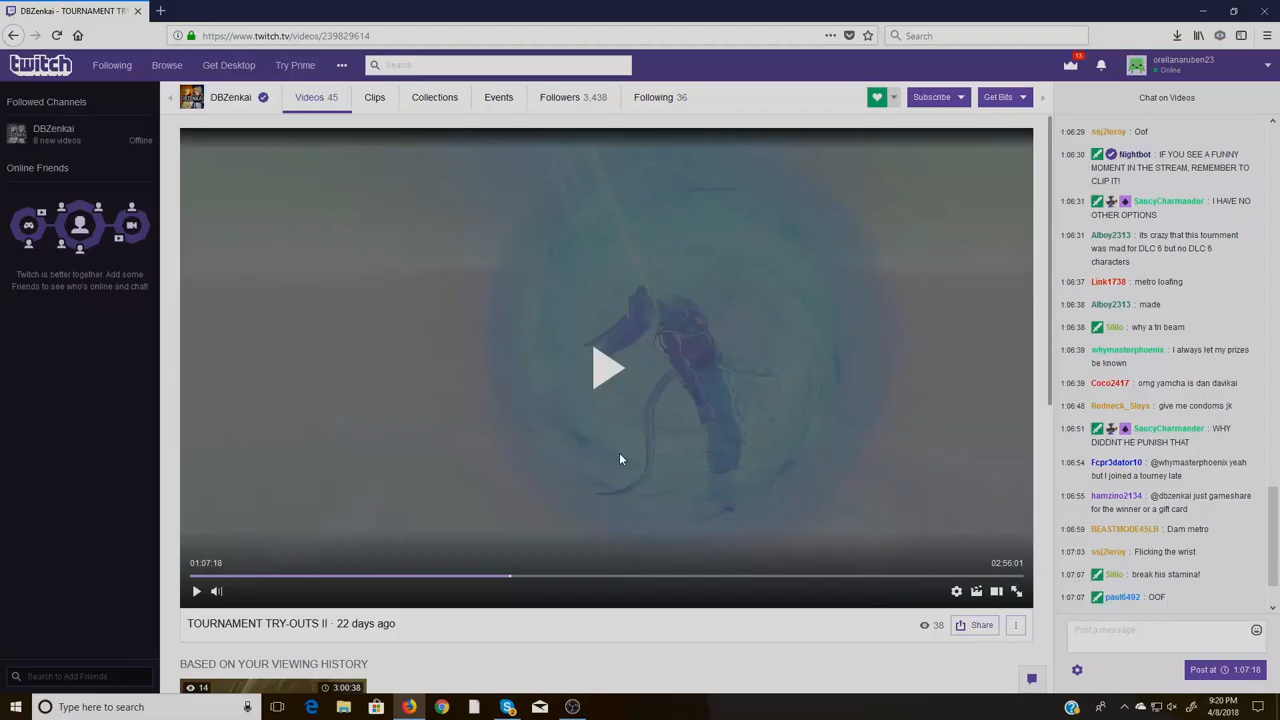 DBZenkai - TOURNAMENT TR
https://www.twitch.tv/videos/239829614
Search
twitch
Following
Browse
Get Desktop
Try Prime
Search
13
orellanaruben23
Online
Followed Channels
DBZenkai
8 new videos
Offline
Online Friends
Twitch is better together. Add some
Friends to see who's online and chat!
Search to Add Friends
DBZenkai
Videos 45
Clips
Collections
Events
Followers 3,438
Following 36
Subscribe
Get Bits
01:07:18
02:56:01
TOURNAMENT TRY-OUTS II · 22 days ago
38
Share
BASED ON YOUR VIEWING HISTORY
14
3:00:38
Chat on Videos
1:06:29 ssj2leroy : Oof
1:06:30 Nightbot : IF YOU SEE A FUNNY
MOMENT IN THE STREAM, REMEMBER TO
CLIP IT!
1:06:31 SaucyCharmander : I HAVE NO
OTHER OPTIONS
1:06:31 Alboy2313 : its crazy that this tournment
was mad for DLC 6 but no DLC 6
characters
1:06:37 Link1738 : metro loafing
1:06:38 Alboy2313 : made
1:06:38 Sililo : why a tri beam
1:06:39 whymasterphoenix : i always let my prizes
be known
1:06:39 Coco2417 : omg yamcha is dan davikai
1:06:48 Redneck_Slays : give me condoms jk
1:06:51 SaucyCharmander : WHY
DIDDNT HE PUNISH THAT
1:06:54 Fcpr3dator10 : @whymasterphoenix yeah
but I joined a tourney late
1:06:55 hamzino2134 : @dbzenkai just gameshare
for the winner or a gift card
1:06:59 BEASTMODE45LB : Dam metro
1:07:03 ssj2leroy : Flicking the wrist
1:07:07 Sililo : break his stamina!
1:07:07 paul6492 : OOF
Post a message
Post at 1:07:18
Type here to search
9:20 PM
4/8/2018